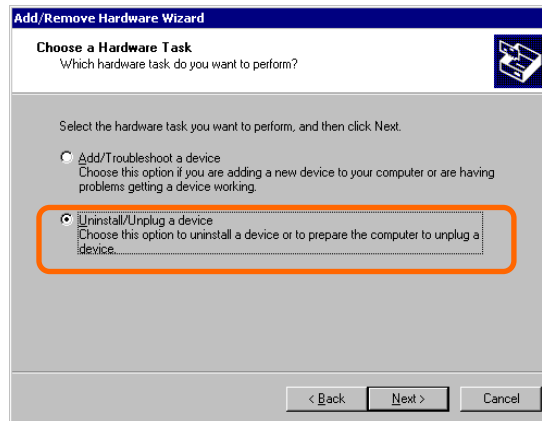 Add/Remove Hardware Wizard
Choose a Hardware Task
Which hardware task do you want to perform?
Select the hardware task you want to perform, and then click Next.
Add/Troubleshoot a device
Choose this option if you are adding a new device to your computer or are having
problems getting a device working.
Uninstall/Unplug a device
Choose this option to uninstall a device or to prepare the computer to unplug a
device.
< Back Next > Cancel